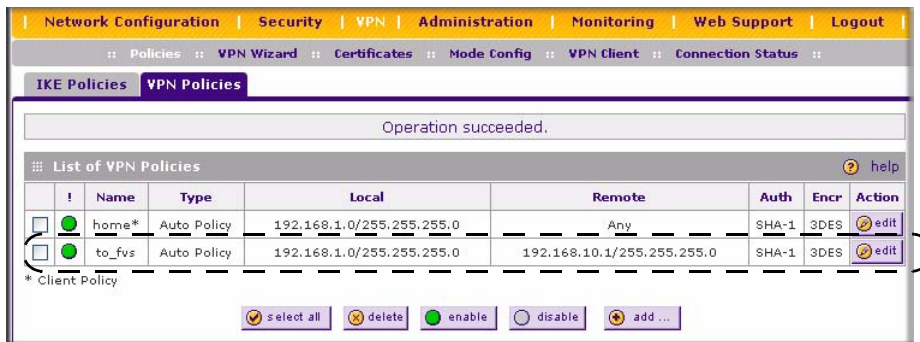 Network Configuration | Security | VPN | Administration | Monitoring | Web Support | Logout
:: Policies :: VPN Wizard :: Certificates :: Mode Config :: VPN Client :: Connection Status ::
IKE Policies VPN Policies
Operation succeeded.
List of VPN Policies ? help
! Name Type Local Remote Auth Encr Action
home* Auto Policy 192.168.1.0/255.255.255.0 Any SHA-1 3DES edit
to_fvs Auto Policy 192.168.1.0/255.255.255.0 192.168.10.1/255.255.255.0 SHA-1 3DES edit
* Client Policy
select all delete enable disable add ...